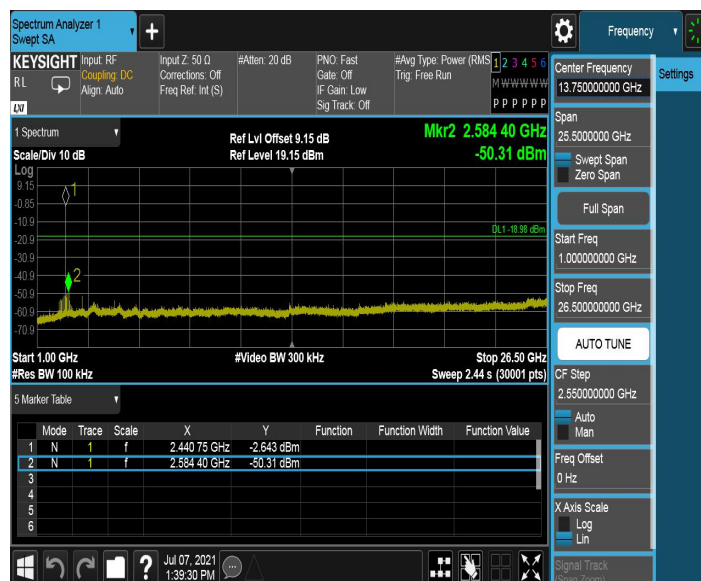 Spectrum Analyzer 1
Swept SA
Frequency
KEYSIGHT
RL
LXI
Input: RF
Coupling: DC
Align: Auto
Input Z: 50 Ω
Corrections: Off
Freq Ref: Int (S)
#Atten: 20 dB
PNO: Fast
Gate: Off
IF Gain: Low
Sig Track: Off
#Avg Type: Power (RMS
Trig: Free Run
1 2 3 4 5 6
M W W W W W
P P P P P P
1 Spectrum
Scale/Div 10 dB
Ref Lvl Offset 9.15 dB
Ref Level 19.15 dBm
Mkr2 2.584 40 GHz
-50.31 dBm
Log
9.15
-0.85
-10.9
-20.9
-30.9
-40.9
-50.9
-60.9
-70.9
1
2
DL1 -18.98 dBm
Start 1.00 GHz
#Res BW 100 kHz
#Video BW 300 kHz
Stop 26.50 GHz
Sweep 2.44 s (30001 pts)
5 Marker Table
Mode Trace Scale X Y Function Function Width Function Value
1 N 1 f 2.440 75 GHz -2.643 dBm
2 N 1 f 2.584 40 GHz -50.31 dBm
3
4
5
6
Jul 07, 2021
1:39:30 PM
Center Frequency
13.750000000 GHz
Settings
Span
25.5000000 GHz
Swept Span
Zero Span
Full Span
Start Freq
1.000000000 GHz
Stop Freq
26.500000000 GHz
AUTO TUNE
CF Step
2.550000000 GHz
Auto
Man
Freq Offset
0 Hz
X Axis Scale
Log
Lin
Signal Track
(Span Zoom)